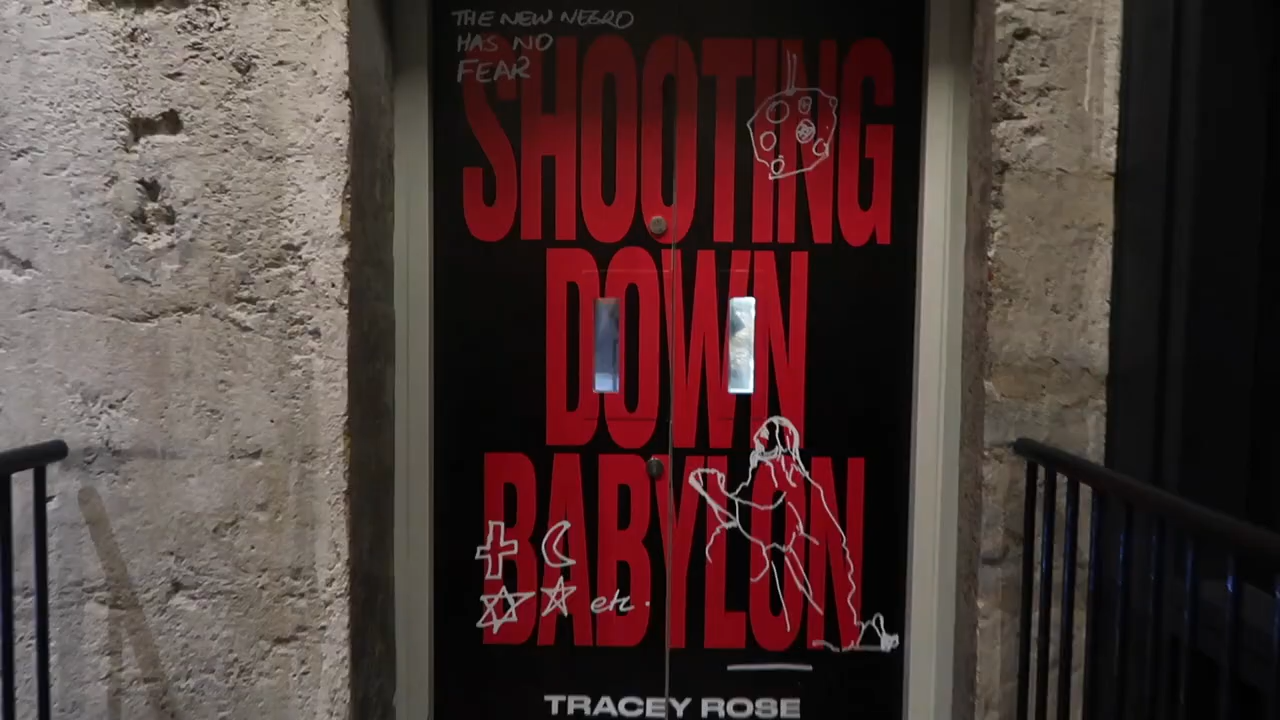 THE NEW NEGRO
HAS NO
FEAR
SHOOTING
DOWN
BABYLON
etc.
TRACEY ROSE